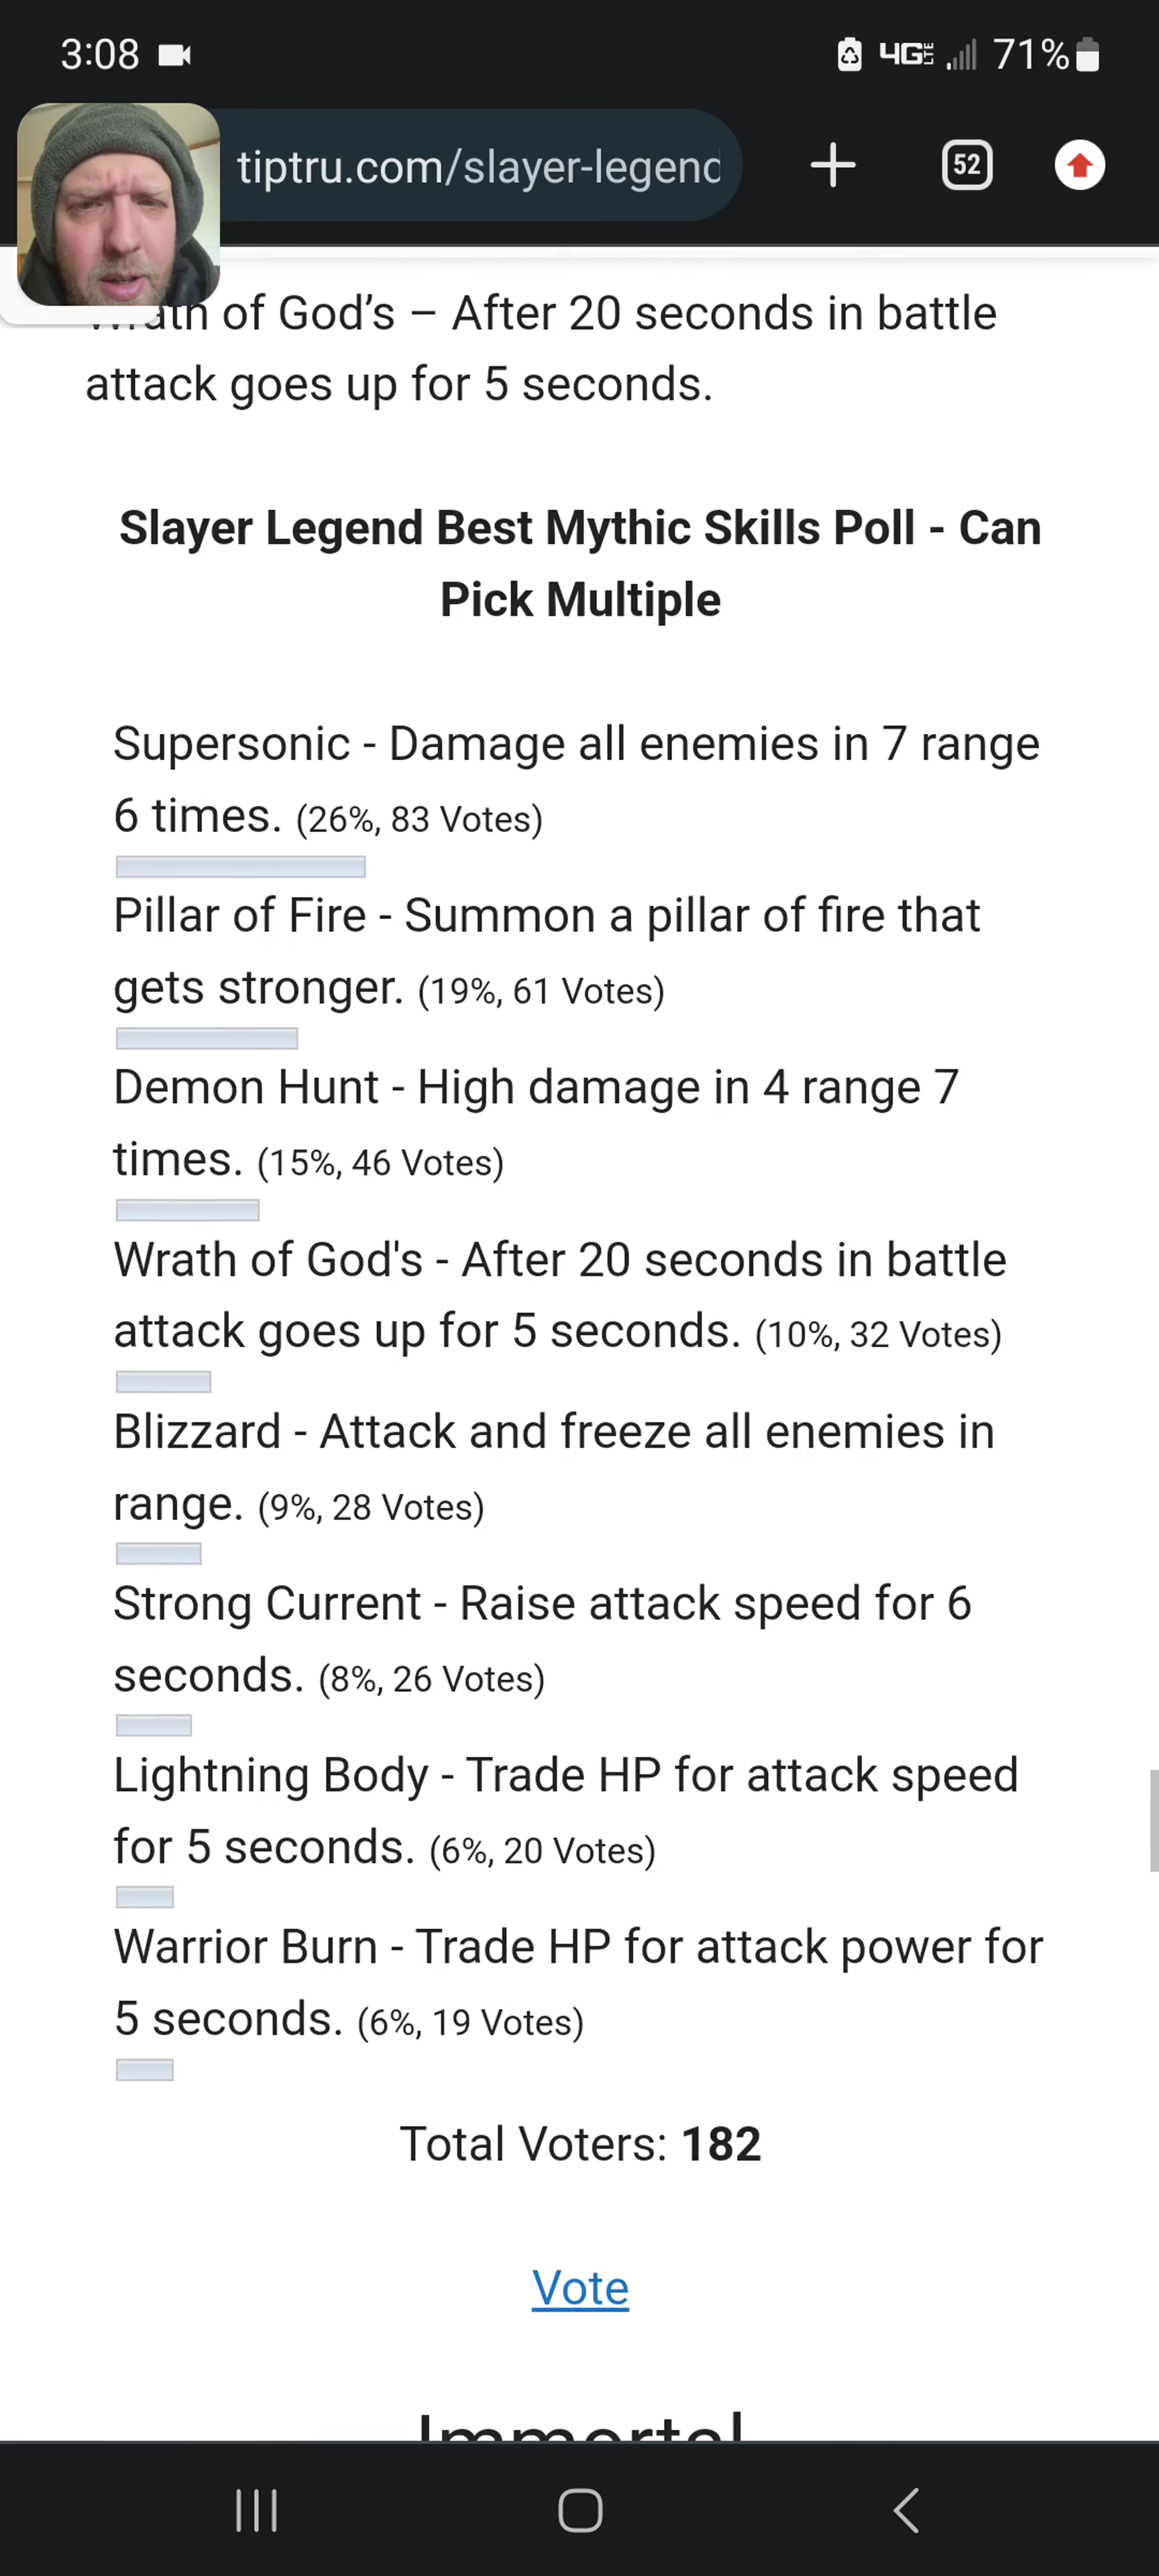 3:08
4G LTE
71%
tiptru.com/slayer-legend
52
Wrath of God’s – After 20 seconds in battle
attack goes up for 5 seconds.
Slayer Legend Best Mythic Skills Poll - Can
Pick Multiple
Supersonic - Damage all enemies in 7 range
6 times. (26%, 83 Votes)
Pillar of Fire - Summon a pillar of fire that
gets stronger. (19%, 61 Votes)
Demon Hunt - High damage in 4 range 7
times. (15%, 46 Votes)
Wrath of God's - After 20 seconds in battle
attack goes up for 5 seconds. (10%, 32 Votes)
Blizzard - Attack and freeze all enemies in
range. (9%, 28 Votes)
Strong Current - Raise attack speed for 6
seconds. (8%, 26 Votes)
Lightning Body - Trade HP for attack speed
for 5 seconds. (6%, 20 Votes)
Warrior Burn - Trade HP for attack power for
5 seconds. (6%, 19 Votes)
Total Voters: 182
Vote
Immortal